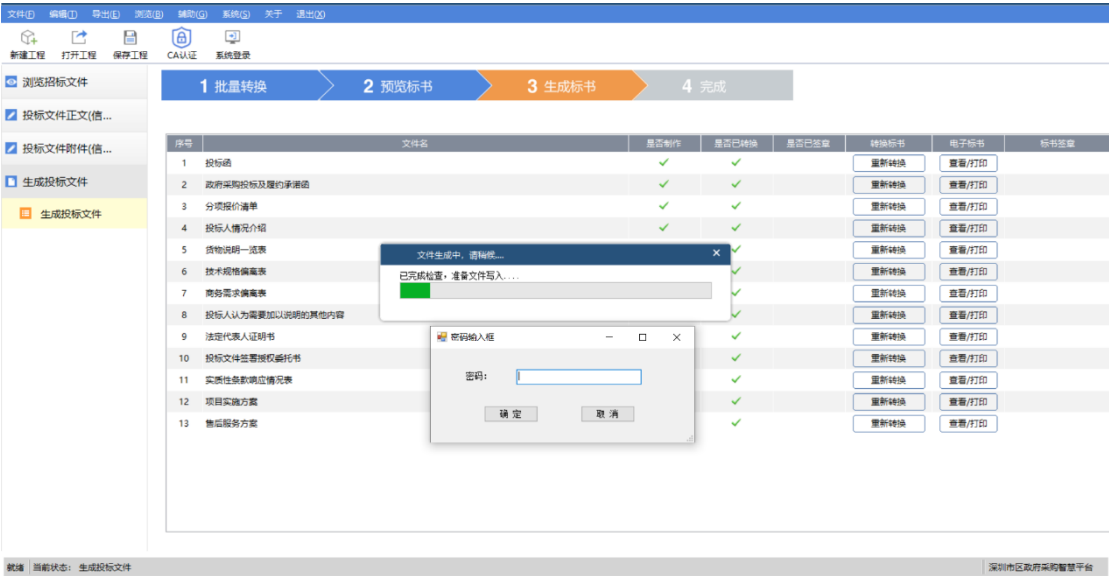 文件(F) 编辑(T) 导出(E) 浏览(B) 辅助(G) 系统(S) 关于 退出(X)
新建工程 打开工程 保存工程 CA认证 系统登录
浏览招标文件
投标文件正文(信...
投标文件附件(信...
生成投标文件
生成投标文件
1 批量转换 2 预览标书 3 生成标书 4 完成
序号 文件名 是否制作 是否已转换 是否已签章 转换标书 电子标书 标书签章
1 投标函 重新转换 查看/打印
2 政府采购投标及履约承诺函 重新转换 查看/打印
3 分项报价清单 重新转换 查看/打印
4 投标人情况介绍 重新转换 查看/打印
5 货物说明一览表 重新转换 查看/打印
6 技术规格偏离表 重新转换 查看/打印
7 商务需求偏离表 重新转换 查看/打印
8 投标人认为需要加以说明的其他内容 重新转换 查看/打印
9 法定代表人证明书 重新转换 查看/打印
10 投标文件签署授权委托书 重新转换 查看/打印
11 实质性条款响应情况表 重新转换 查看/打印
12 项目实施方案 重新转换 查看/打印
13 售后服务方案 重新转换 查看/打印
文件生成中，请稍候...
已完成检查，准备文件写入....
密码输入框
密码：
确 定 取 消
就绪 当前状态： 生成投标文件 深圳市区政府采购智慧平台